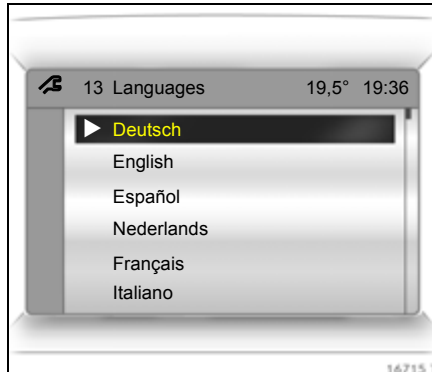 13 Languages 19,5° 19:36
Deutsch
English
Español
Nederlands
Français
Italiano